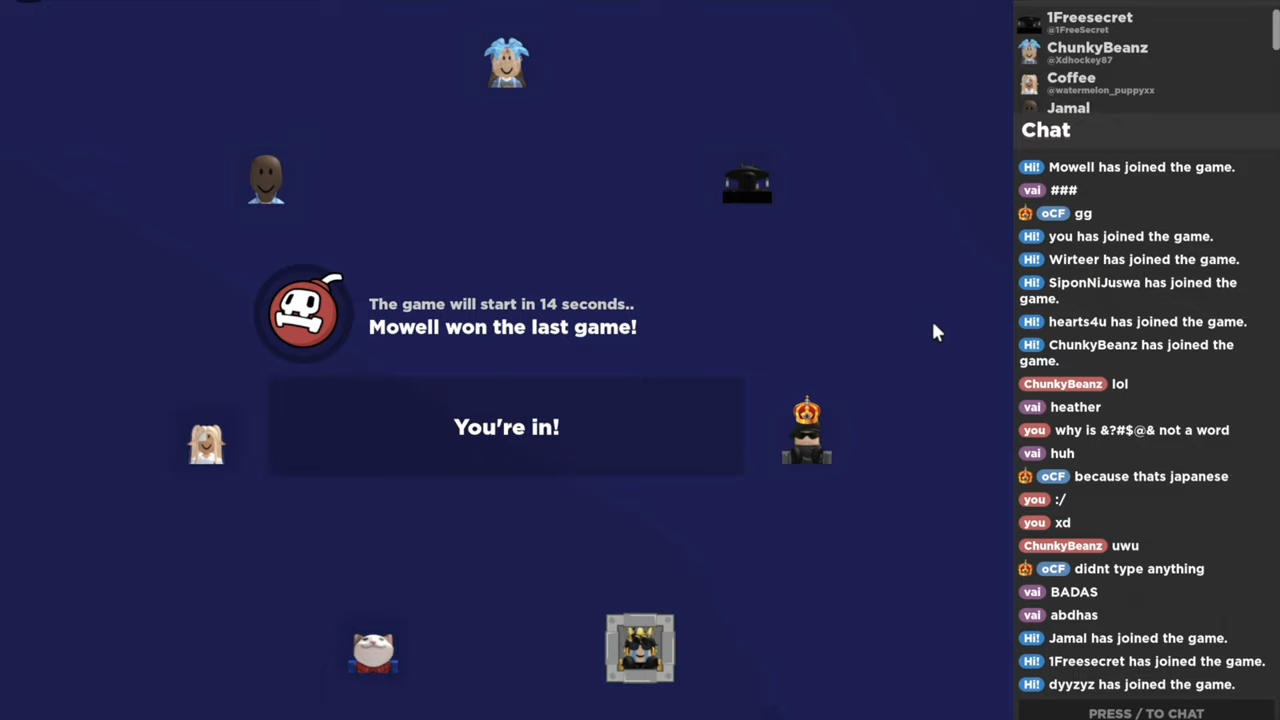 The game will start in 14 seconds..
Mowell won the last game!
You're in!
1Freesecret
@1FreeSecret
ChunkyBeanz
@Xdhockey87
Coffee
@watermelon_puppyxx
Jamal
Chat
Hi! Mowell has joined the game.
vai ###
oCF gg
Hi! you has joined the game.
Hi! Wirteer has joined the game.
Hi! SiponNiJuswa has joined the
game.
Hi! hearts4u has joined the game.
Hi! ChunkyBeanz has joined the
game.
ChunkyBeanz lol
vai heather
you why is &?#$@& not a word
vai huh
oCF because thats japanese
you :/
you xd
ChunkyBeanz uwu
oCF didnt type anything
vai BADAS
vai abdhas
Hi! Jamal has joined the game.
Hi! 1Freesecret has joined the game.
Hi! dyyzyz has joined the game.
PRESS / TO CHAT